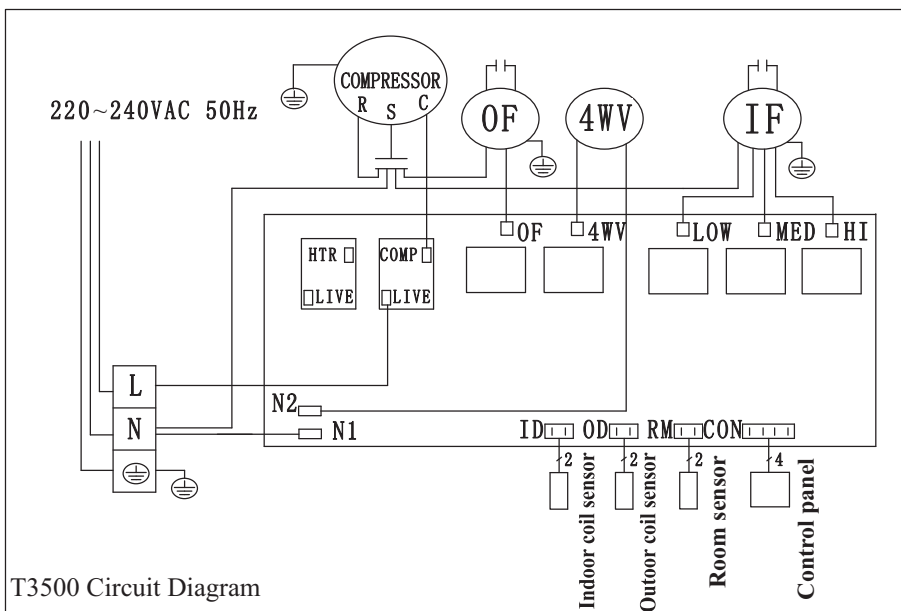 COMPRESSOR
R S C
220~240VAC 50Hz
OF
4WV
IF
OF
4WV
LOW
MED
HI
HTR
LIVE
COMP
LIVE
L
N
N2
N1
ID
OD
RM
CON
2
2
2
4
Indoor coil sensor
Outoor coil sensor
Room sensor
Control panel
T3500 Circuit Diagram